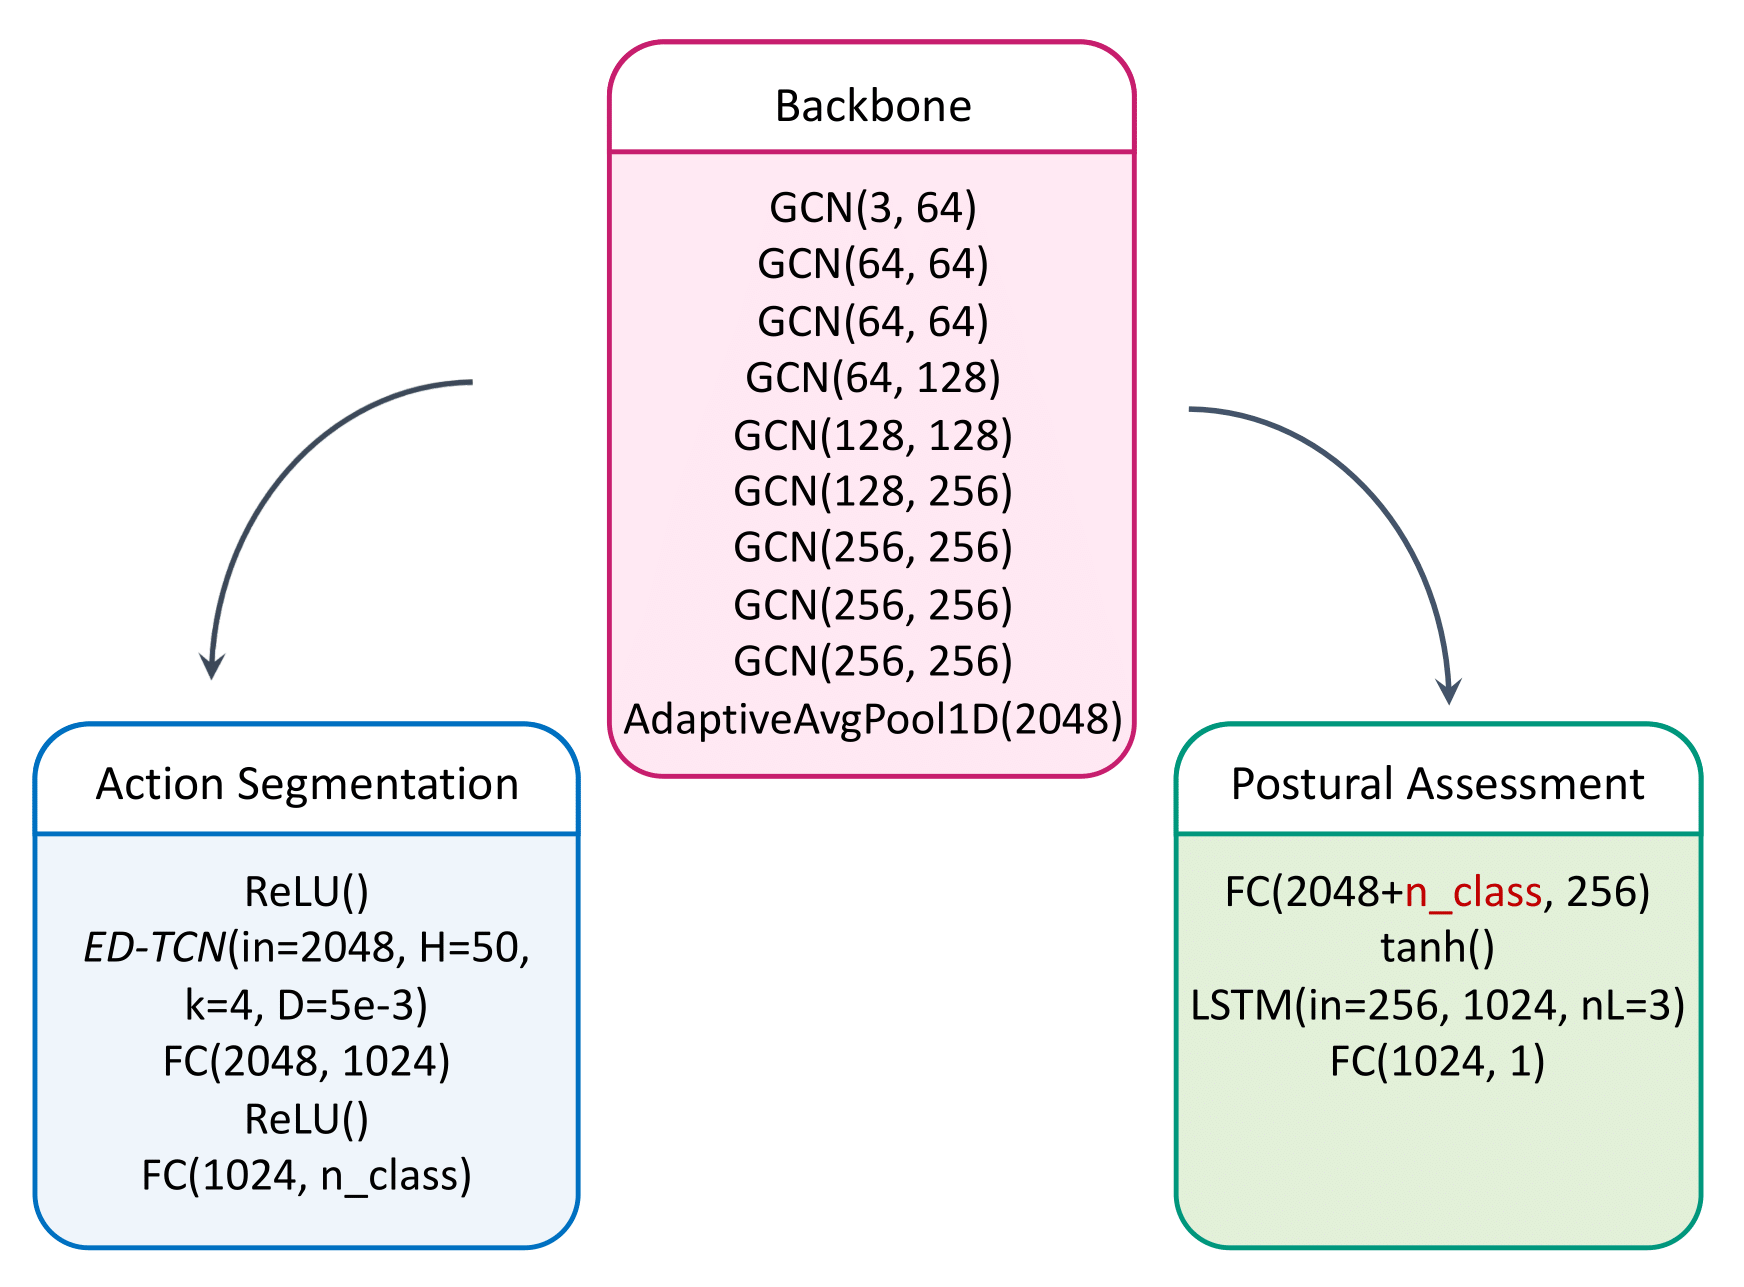 Backbone
GCN(3, 64)
GCN(64, 64)
GCN(64, 64)
GCN(64, 128)
GCN(128, 128)
GCN(128, 256)
GCN(256, 256)
GCN(256, 256)
GCN(256, 256)
AdaptiveAvgPool1D(2048)
Action Segmentation
ReLU()
ED-TCN(in=2048, H=50,
k=4, D=5e-3)
FC(2048, 1024)
ReLU()
FC(1024, n_class)
Postural Assessment
FC(2048+n_class, 256)
tanh()
LSTM(in=256, 1024, nL=3)
FC(1024, 1)